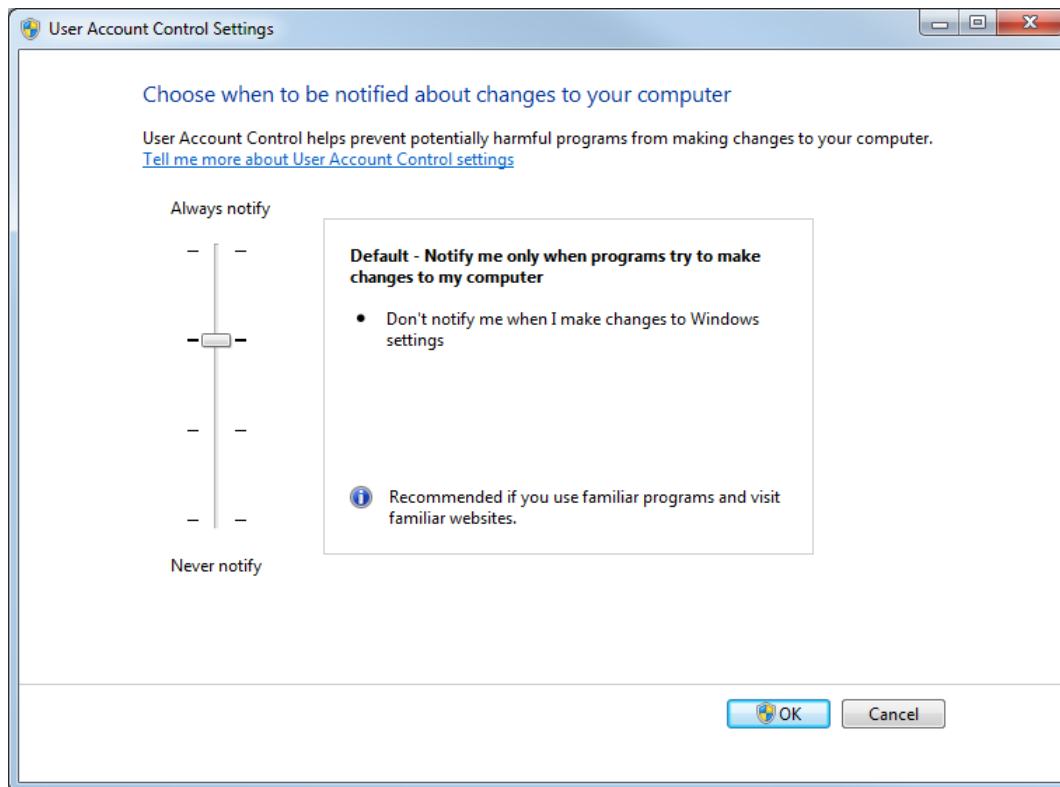 User Account Control Settings
Choose when to be notified about changes to your computer
User Account Control helps prevent potentially harmful programs from making changes to your computer.
Tell me more about User Account Control settings
Always notify
Default - Notify me only when programs try to make
changes to my computer
Don't notify me when I make changes to Windows
settings
Recommended if you use familiar programs and visit
familiar websites.
Never notify
OK
Cancel